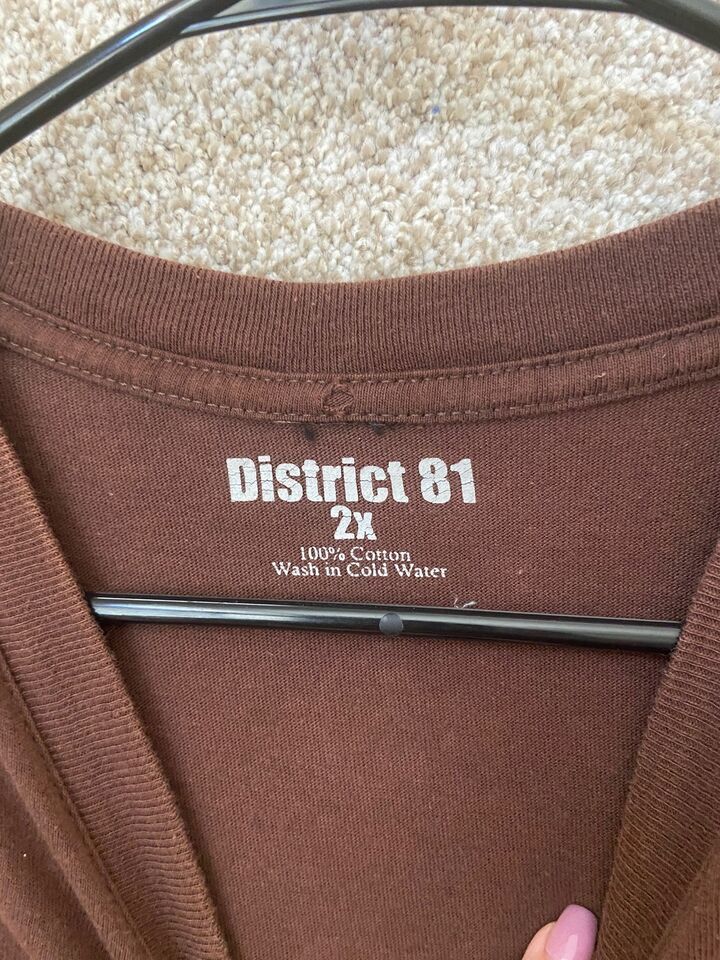 District 81
2X
100% Cotton
Wash in Cold Water